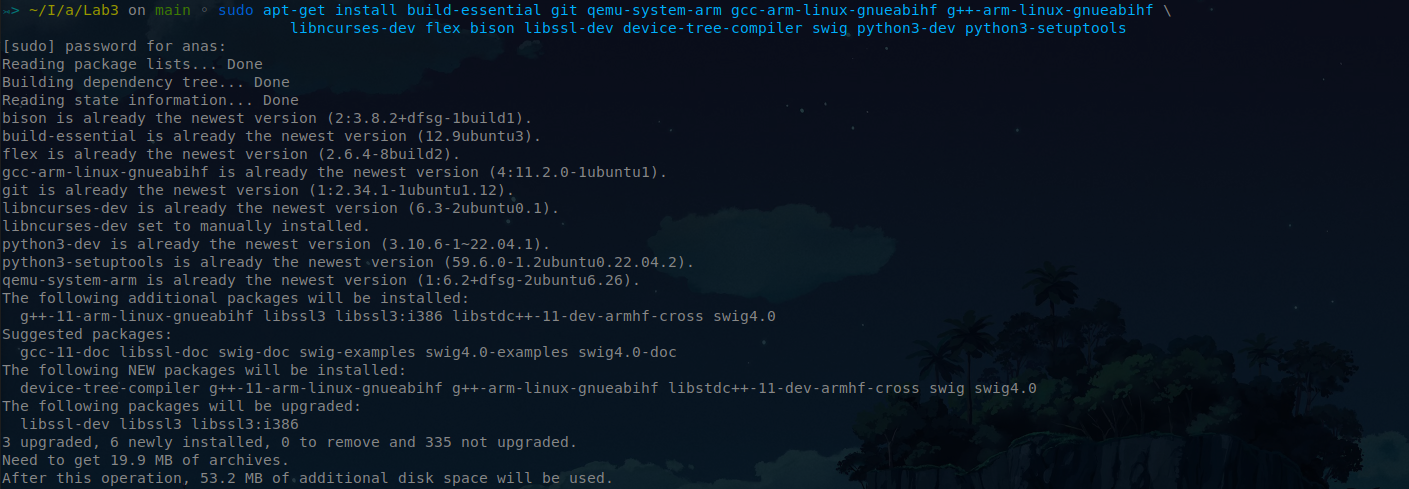 ~/I/a/Lab3 on main ◦ sudo apt-get install build-essential git qemu-system-arm gcc-arm-linux-gnueabihf g++-arm-linux-gnueabihf \
libncurses-dev flex bison libssl-dev device-tree-compiler swig python3-dev python3-setuptools
[sudo] password for anas:
Reading package lists... Done
Building dependency tree... Done
Reading state information... Done
bison is already the newest version (2:3.8.2+dfsg-1build1).
build-essential is already the newest version (12.9ubuntu3).
flex is already the newest version (2.6.4-8build2).
gcc-arm-linux-gnueabihf is already the newest version (4:11.2.0-1ubuntu1).
git is already the newest version (1:2.34.1-1ubuntu1.12).
libncurses-dev is already the newest version (6.3-2ubuntu0.1).
libncurses-dev set to manually installed.
python3-dev is already the newest version (3.10.6-1~22.04.1).
python3-setuptools is already the newest version (59.6.0-1.2ubuntu0.22.04.2).
qemu-system-arm is already the newest version (1:6.2+dfsg-2ubuntu6.26).
The following additional packages will be installed:
g++-11-arm-linux-gnueabihf libssl3 libssl3:i386 libstdc++-11-dev-armhf-cross swig4.0
Suggested packages:
gcc-11-doc libssl-doc swig-doc swig-examples swig4.0-examples swig4.0-doc
The following NEW packages will be installed:
device-tree-compiler g++-11-arm-linux-gnueabihf g++-arm-linux-gnueabihf libstdc++-11-dev-armhf-cross swig swig4.0
The following packages will be upgraded:
libssl-dev libssl3 libssl3:i386
3 upgraded, 6 newly installed, 0 to remove and 335 not upgraded.
Need to get 19.9 MB of archives.
After this operation, 53.2 MB of additional disk space will be used.